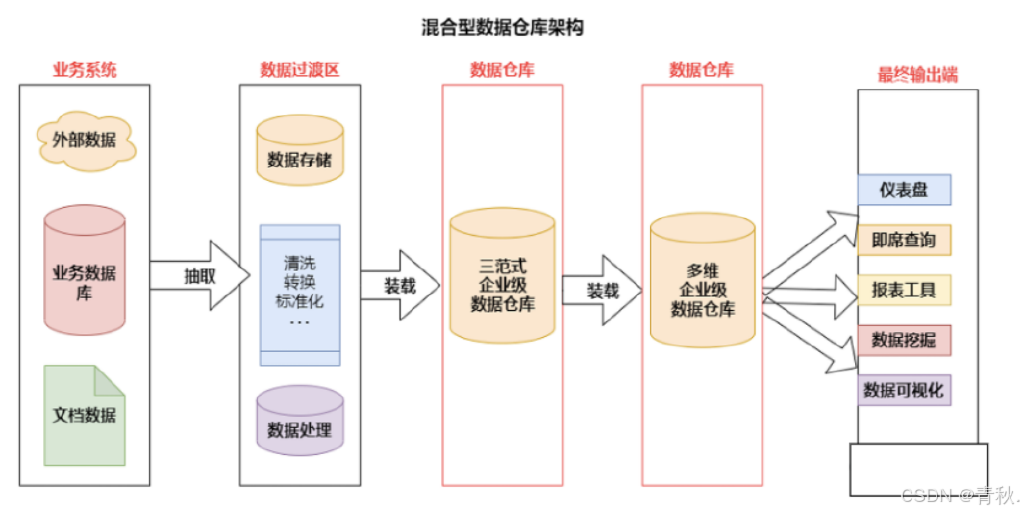 混合型数据仓库架构
业务系统
外部数据
业务数据
库
文档数据
抽取
数据过渡区
数据存储
清洗
转换
标准化
...
数据处理
装载
数据仓库
三范式
企业级
数据仓库
装载
数据仓库
多维
企业级
数据仓库
最终输出端
仪表盘
即席查询
报表工具
数据挖掘
数据可视化
CSDN @青秋.